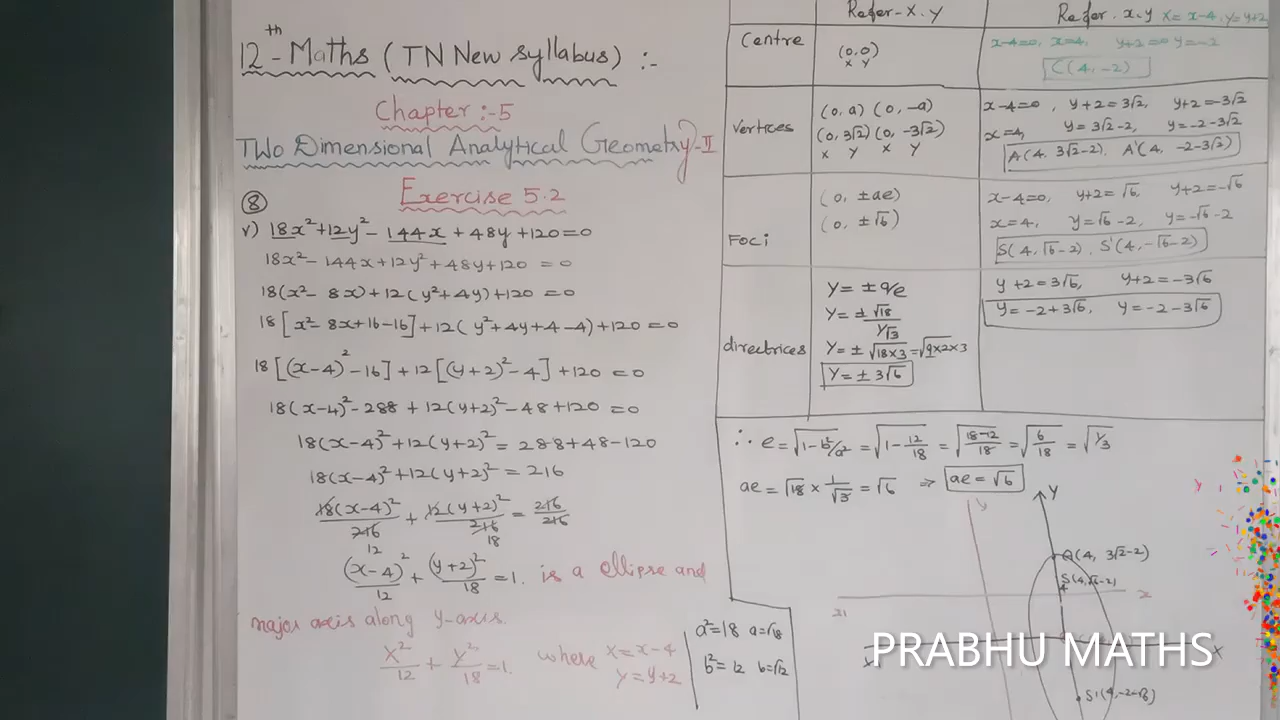 12th - Maths (TN New syllabus) :-
Chapter :-5
TWO Dimensional Analytical Geometry-II
Exercise 5.2
⑧
v) 18x²+12y²-144x+48y+120=0
18x²-144x+12y²+48y+120=0
18(x²-8x)+12(y²+4y)+120=0
18[x²-8x+16-16]+12(y²+4y+4-4)+120=0
18[(x-4)²-16]+12[(y+2)²-4]+120=0
18(x-4)²-288+12(y+2)²-48+120=0
18(x-4)²+12(y+2)²=288+48-120
18(x-4)²+12(y+2)²=216
18(x-4)²/216 + 12(y+2)²/216 = 216/216
12 18
(x-4)²/12 + (y+2)²/18 = 1. is a ellipse and
major axis along y-axis.
X²/12 + Y²/18 = 1. where X=x-4
Y=y+2
a²=18 a=√18
b²=12 b=√12
Refer-X.Y Refer.x.y X=x-4,Y=y+2
Centre (0,0) x-4=0, x=4, y+2=0 y=-2
X Y C(4,-2)
Vertices (0,a) (0,-a) x-4=0, y+2=3√2, y+2=-3√2
(0,3√2) (0,-3√2) x=4, y=3√2-2, y=-2-3√2
X Y X Y A(4,3√2-2). A'(4,-2-3√2)
Foci (0,±ae) x-4=0, y+2=√6, y+2=-√6
(0,±√6) x=4, y=√6-2, y=-√6-2
S(4,√6-2). S'(4,-√6-2)
directrices Y=±a/e y+2=3√6, y+2=-3√6
Y=±√18/1/√3 y=-2+3√6, y=-2-3√6
Y=±√18×3=√9×2×3
Y=±3√6
∴ e=√1-b²/a²=√1-12/18=√18-12/18=√6/18=√1/3
ae=√18×1/√3=√6 ⇒ ae=√6
y Y
A(4, 3√2-2)
S(4,√6-2)
x
X
S'(4,-2-√6)
PRABHU MATHS